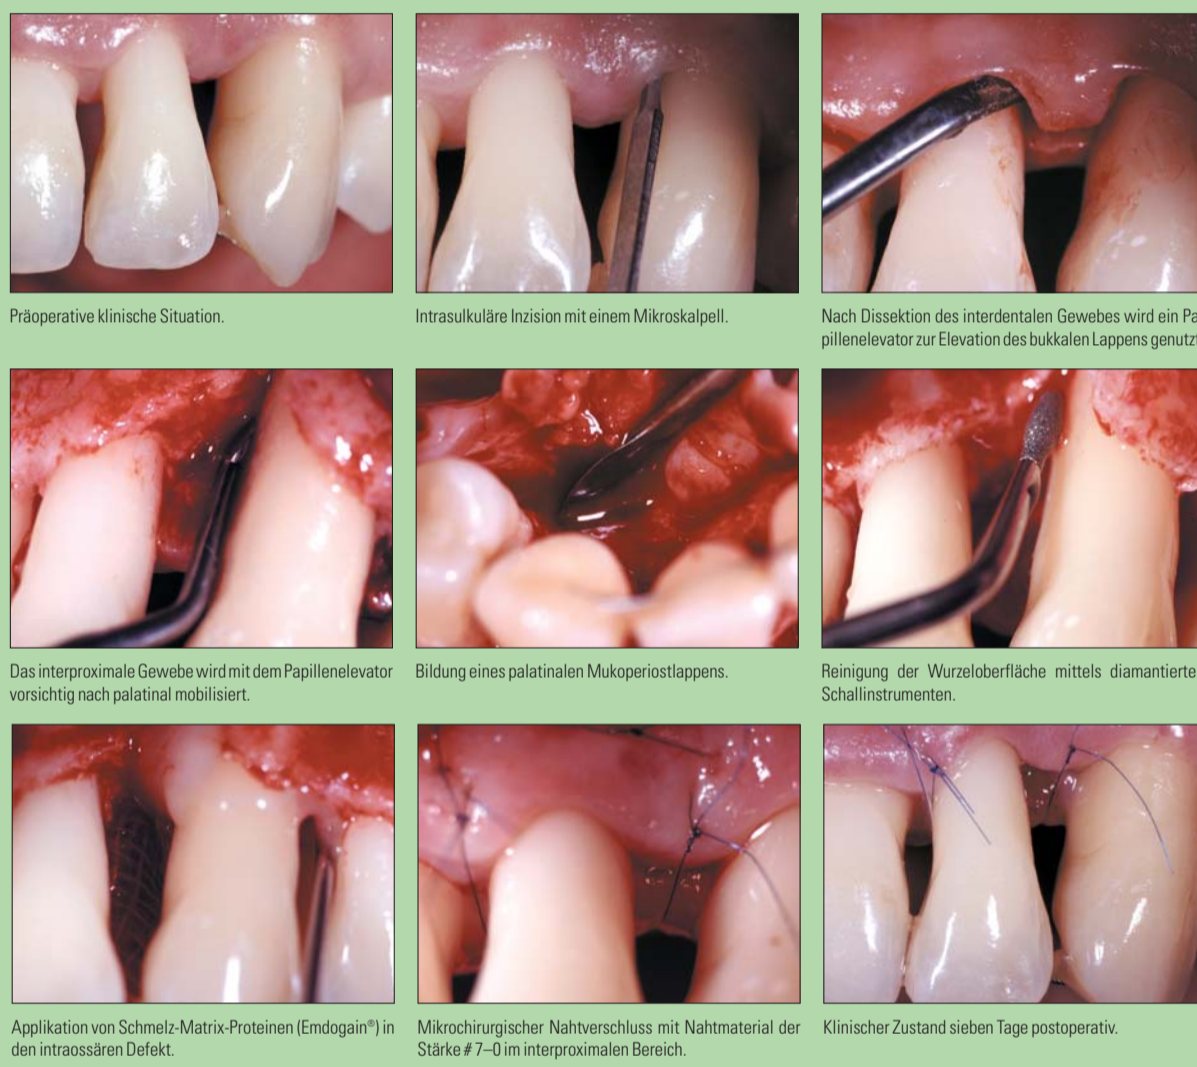 Präoperative klinische Situation.
Intrasulkuläre Inzision mit einem Mikroskalpell.
Nach Dissektion des interdentalen Gewebes wird ein Pa
pillenelevator zur Elevation des bukkalen Lappens genutzt
Das interproximale Gewebe wird mit dem Papillenelevator
vorsichtig nach palatinal mobilisiert.
Bildung eines palatinalen Mukoperiostlappens.
Reinigung der Wurzeloberfläche mittels diamantierte
Schallinstrumenten.
Applikation von Schmelz-Matrix-Proteinen (Emdogain®) in
den intraossären Defekt.
Mikrochirurgischer Nahtverschluss mit Nahtmaterial der
Stärke # 7–0 im interproximalen Bereich.
Klinischer Zustand sieben Tage postoperativ.